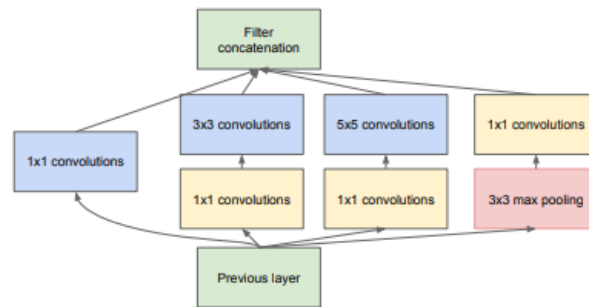 Filter
concatenation
3x3 convolutions
5x5 convolutions
1x1 convolutions
1x1 convolutions
1x1 convolutions
1x1 convolutions
3x3 max pooling
Previous layer